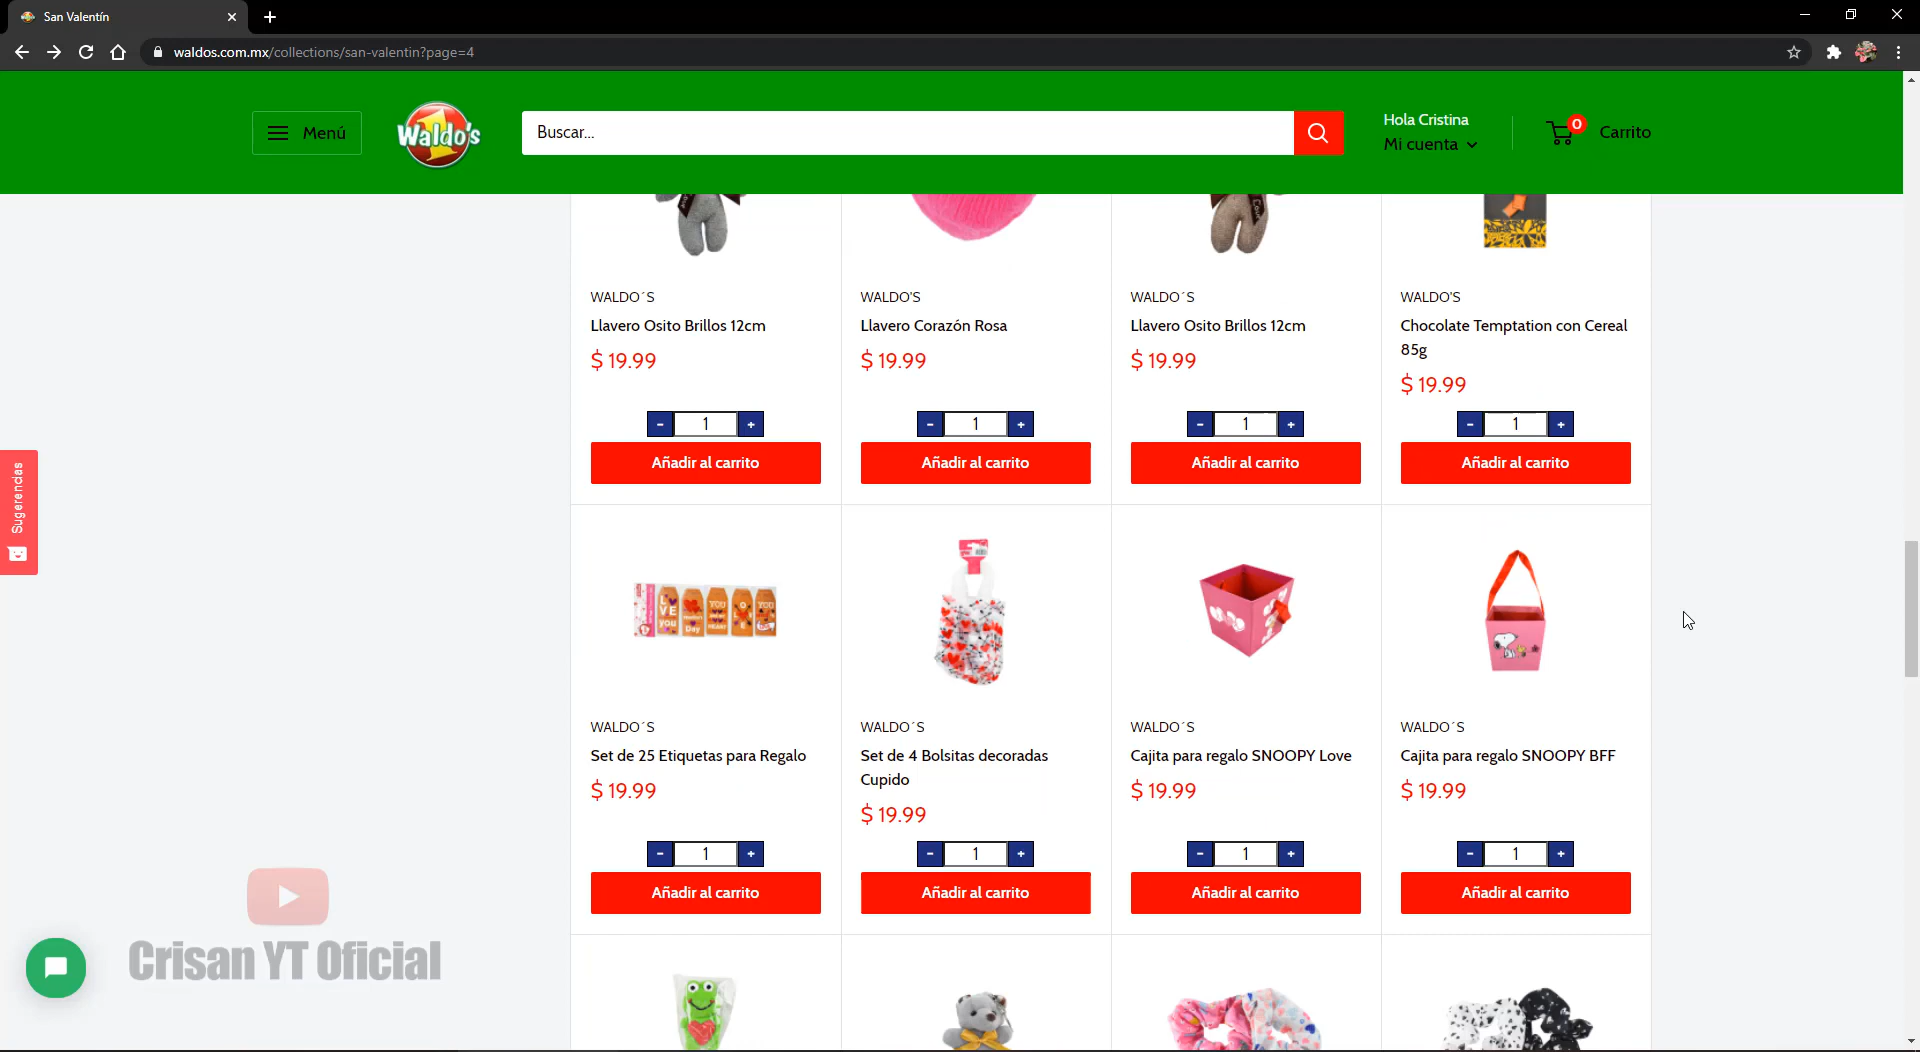 San Valentín
waldos.com.mx/collections/san-valentin?page=4
Menú
Waldo's
Buscar...
Hola Cristina
Mi cuenta
0
Carrito
WALDO´S
Llavero Osito Brillos 12cm
$ 19.99
- 1 +
Añadir al carrito
WALDO'S
Llavero Corazón Rosa
$ 19.99
- 1 +
Añadir al carrito
WALDO´S
Llavero Osito Brillos 12cm
$ 19.99
- 1 +
Añadir al carrito
WALDO'S
Chocolate Temptation con Cereal
85g
$ 19.99
- 1 +
Añadir al carrito
Sugerendas
WALDO´S
Set de 25 Etiquetas para Regalo
$ 19.99
- 1 +
Añadir al carrito
WALDO´S
Set de 4 Bolsitas decoradas
Cupido
$ 19.99
- 1 +
Añadir al carrito
WALDO´S
Cajita para regalo SNOOPY Love
$ 19.99
- 1 +
Añadir al carrito
WALDO´S
Cajita para regalo SNOOPY BFF
$ 19.99
- 1 +
Añadir al carrito
Crisan YT Oficial